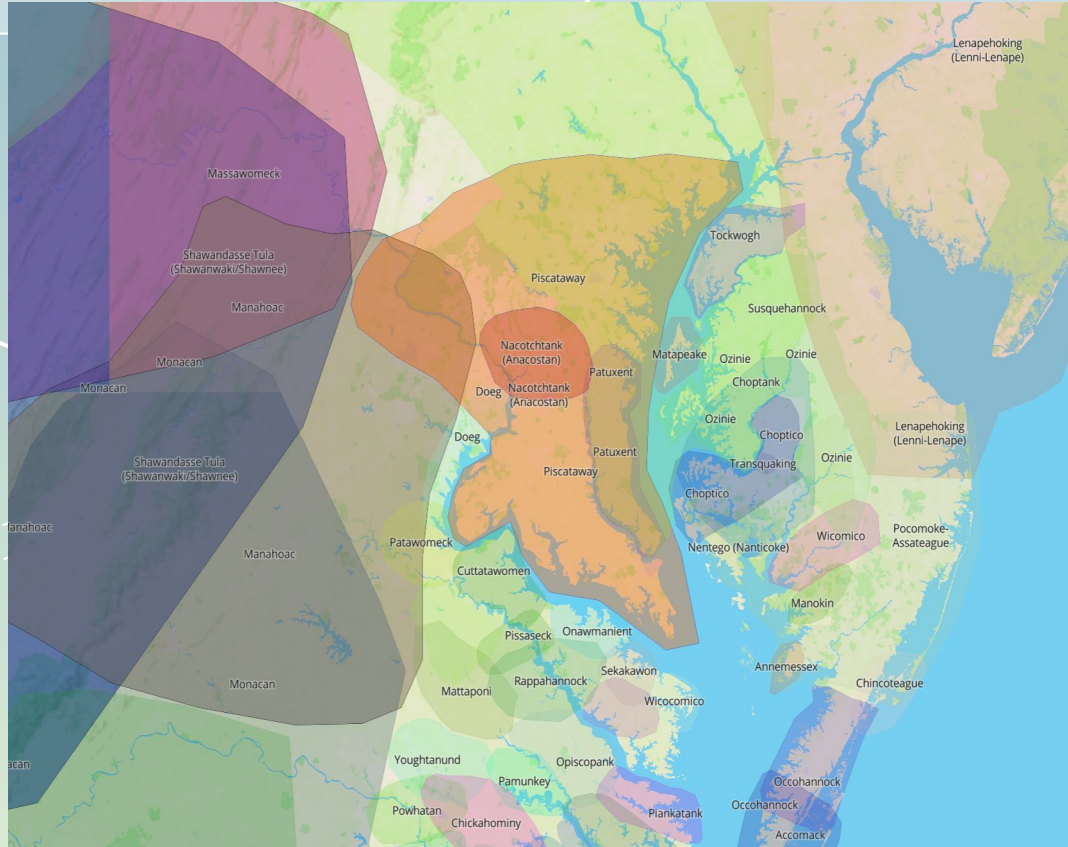 Lenapehoking
(Lenni-Lenape)
Massawomeck
Tockwogh
Shawandasse Tula
(Shawanwaki/Shawnee)
Piscataway
Manahoac
Susquehannock
Nacotchtank
(Anacostan)
Matapeake
Ozinie
Ozinie
Monacan
Patuxent
Choptank
Monacan
Doeg
Nacotchtank
(Anacostan)
Ozinie
Doeg
Choptico
Lenapehoking
(Lenni-Lenape)
Patuxent
Shawandasse Tula
(Shawanwaki/Shawnee)
Piscataway
Transquaking
Ozinie
Choptico
anahoac
Pocomoke-
Assateague
Wicomico
Patawomeck
Nentego (Nanticoke)
Manahoac
Cuttatawomen
Manokin
Pissaseck
Onawmanient
Annemessex
Sekakawon
Rappahannock
Monacan
Chincoteague
Mattaponi
Wicocomico
Youghtanund
Opiscopank
acan
Pamunkey
Occohannock
Occohannock
Powhatan
Piankatank
Chickahominy
Accomack